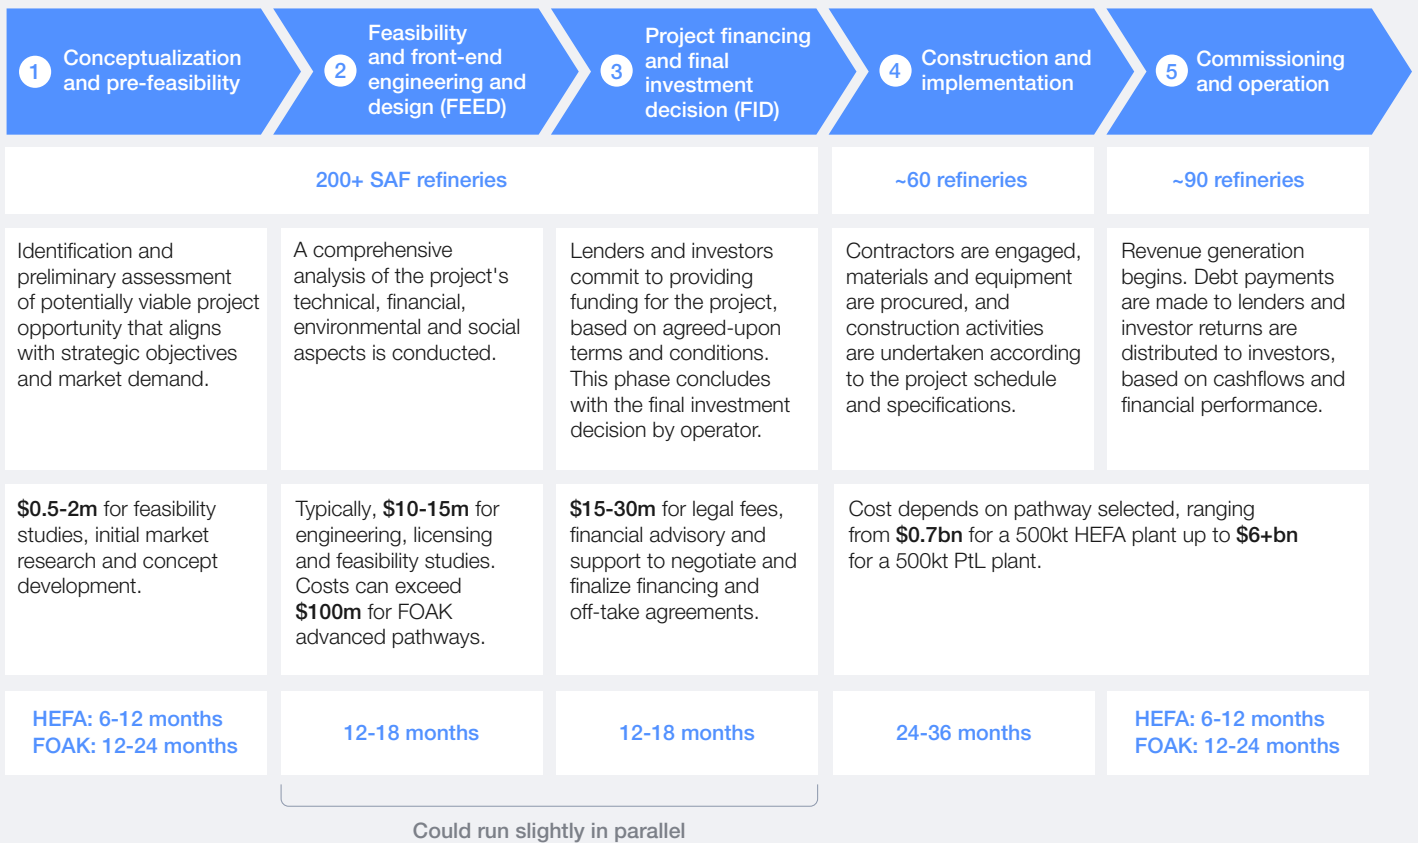 1
Conceptualization
and pre-feasibility
2
Feasibility
and front-end
engineering and
design (FEED)
3
Project financing
and final
investment
decision (FID)
4
Construction and
implementation
5
Commissioning
and operation
200+ SAF refineries
~60 refineries
~90 refineries
Identification and
preliminary assessment
of potentially viable project
opportunity that aligns
with strategic objectives
and market demand.
A comprehensive
analysis of the project's
technical, financial,
environmental and social
aspects is conducted.
Lenders and investors
commit to providing
funding for the project,
based on agreed-upon
terms and conditions.
This phase concludes
with the final investment
decision by operator.
Contractors are engaged,
materials and equipment
are procured, and
construction activities
are undertaken according
to the project schedule
and specifications.
Revenue generation
begins. Debt payments
are made to lenders and
investor returns are
distributed to investors,
based on cashflows and
financial performance.
$0.5-2m for feasibility
studies, initial market
research and concept
development.
Typically, $10-15m for
engineering, licensing
and feasibility studies.
Costs can exceed
$100m for FOAK
advanced pathways.
$15-30m for legal fees,
financial advisory and
support to negotiate and
finalize financing and
off-take agreements.
Cost depends on pathway selected, ranging
from $0.7bn for a 500kt HEFA plant up to $6+bn
for a 500kt PtL plant.
HEFA: 6-12 months
FOAK: 12-24 months
12-18 months
12-18 months
24-36 months
HEFA: 6-12 months
FOAK: 12-24 months
Could run slightly in parallel